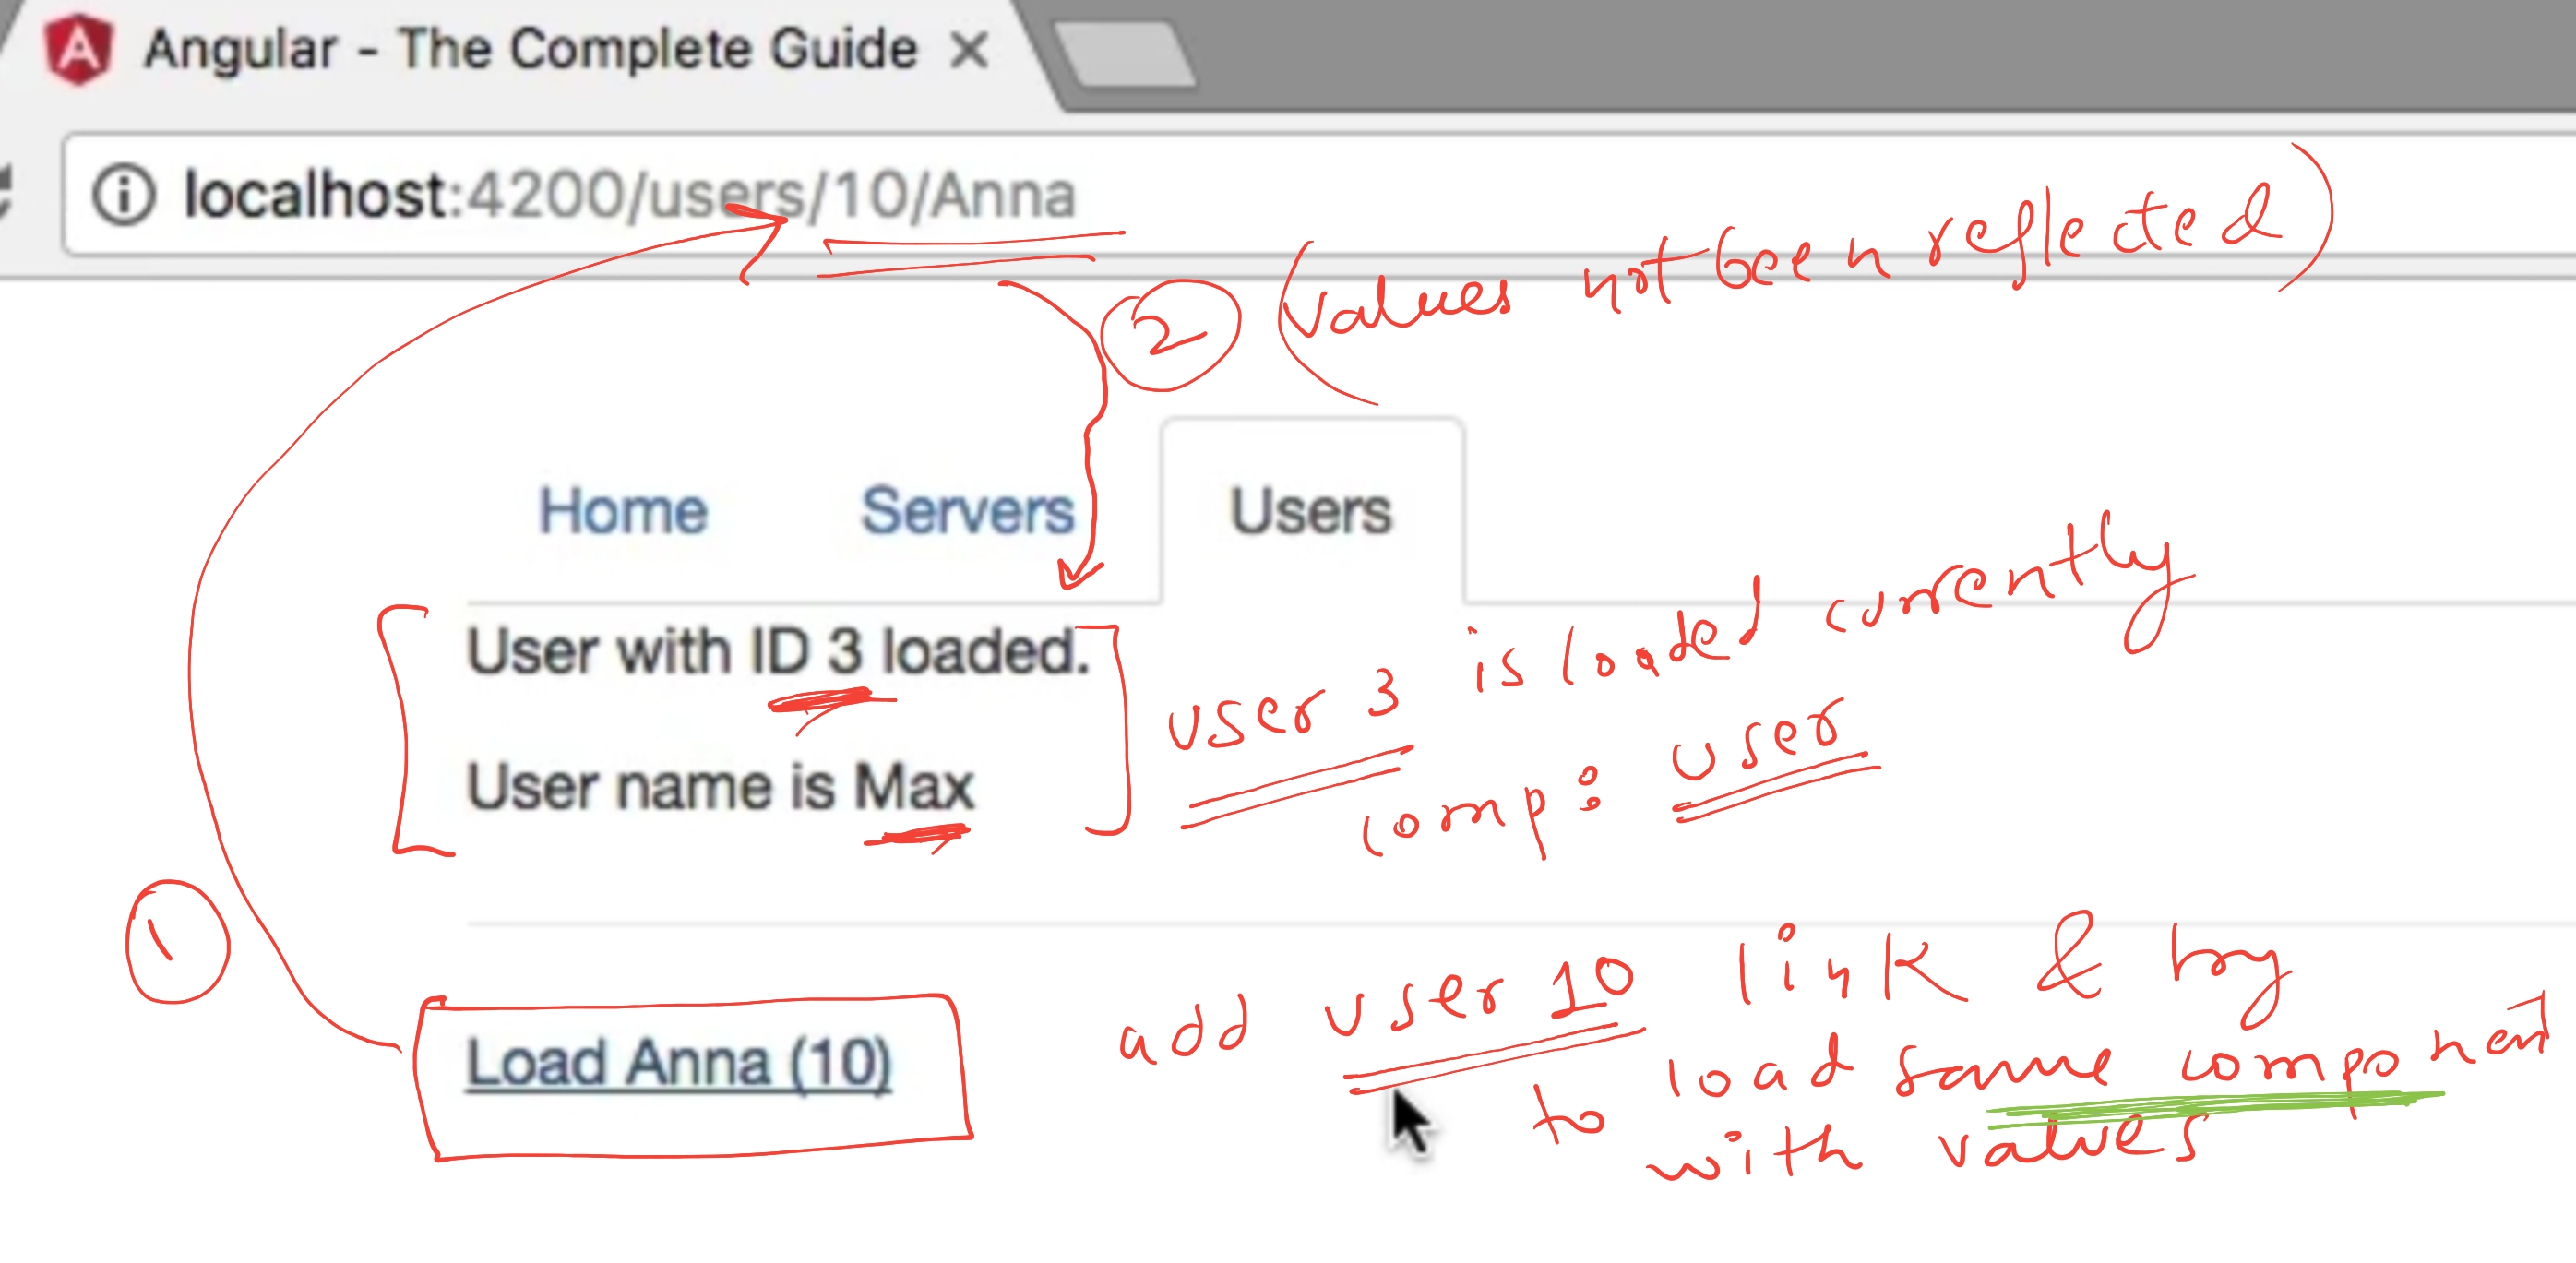 Angular - The Complete Guide
localhost:4200/users/10/Anna
2 (values not been reflected)
Home Servers Users
User with ID 3 loaded.
user 3 is loaded currently
User name is Max
comp: user
1
Load Anna (10)
add user 10 link & try
to load same component
with values